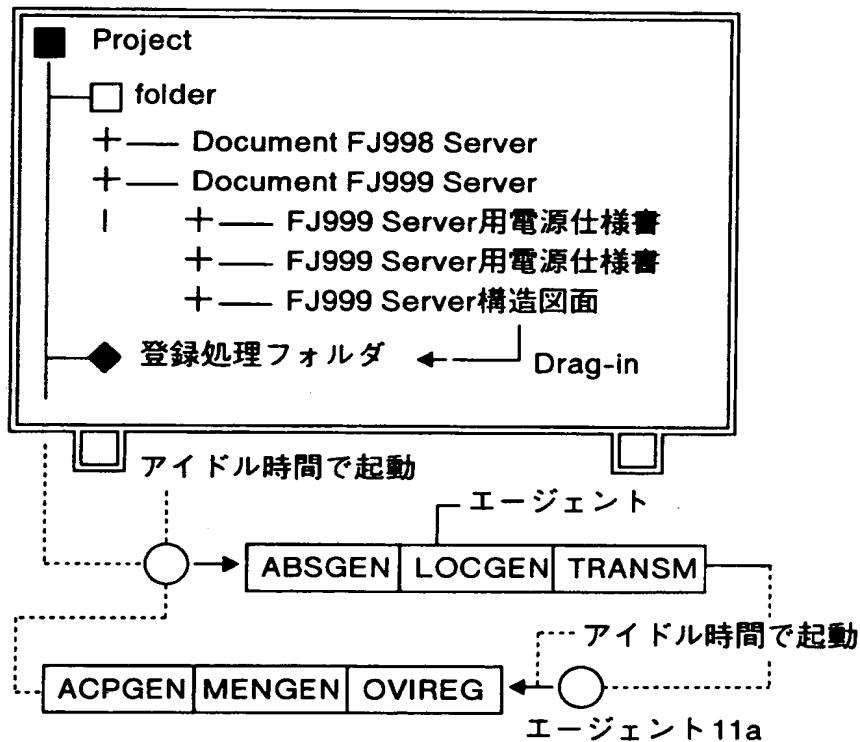 Project
folder
Document FJ998 Server
Document FJ999 Server
FJ999 Server用電源仕様書
FJ999 Server用電源仕様書
FJ999 Server構造図面
登録処理フォルダ
Drag-in
アイドル時間で起動
エージェント
ABSGEN LOCGEN TRANSM
アイドル時間で起動
ACPGEN MENGEN OVIREG
エージェント11a